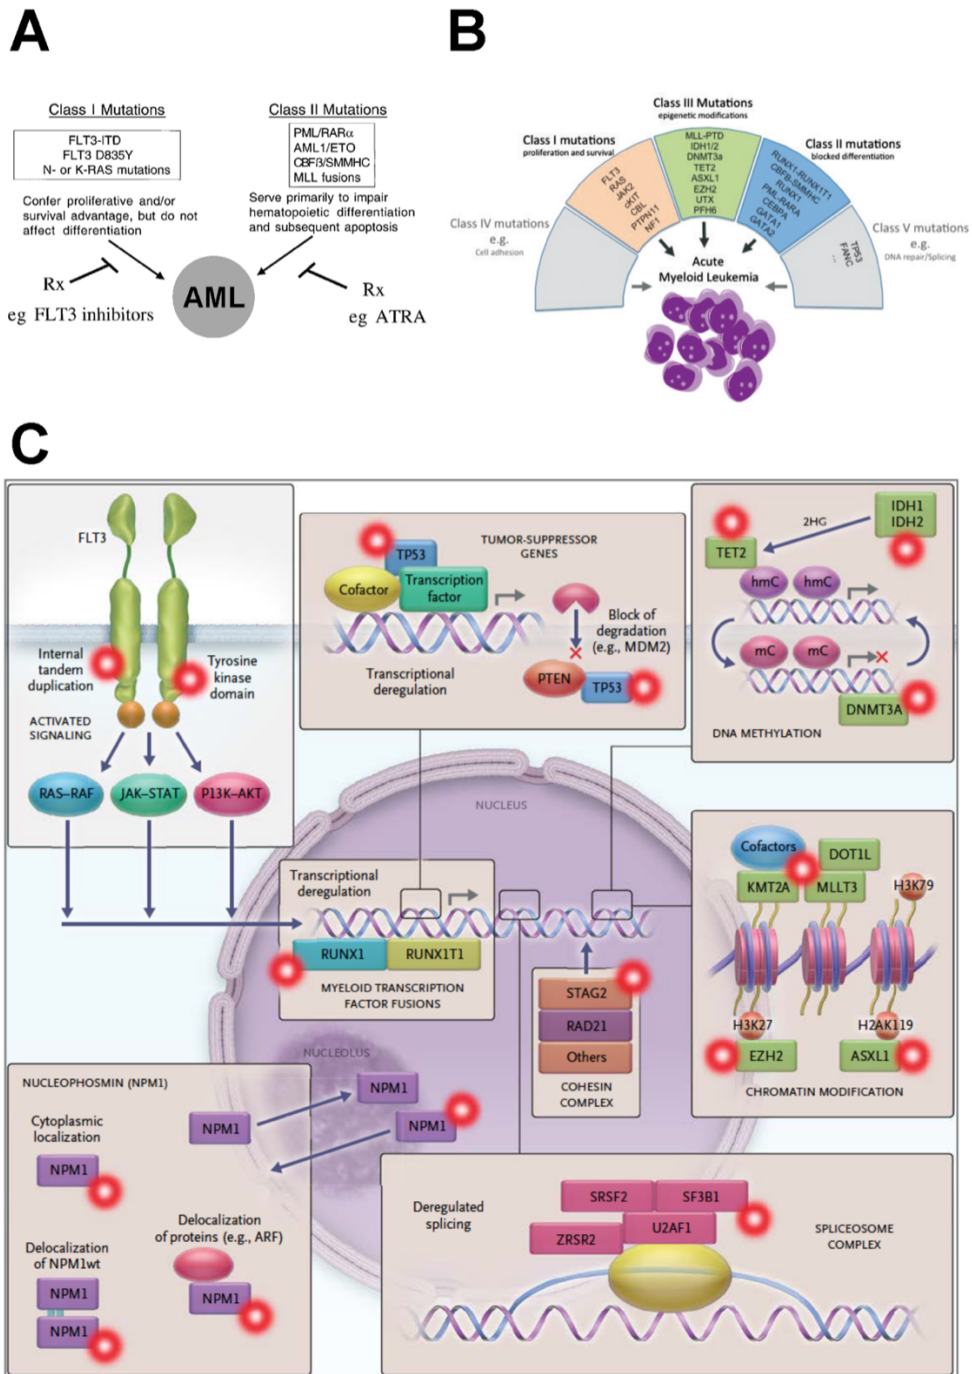 A
Class I Mutations
FLT3-ITD
FLT3 D835Y
N- or K-RAS mutations
Confer proliferative and/or
survival advantage, but do not
affect differentiation
Class II Mutations
PML/RARα
AML1/ETO
CBFβ/SMMHC
MLL fusions
Serve primarily to impair
hematopoietic differentiation
and subsequent apoptosis
Rx
eg FLT3 inhibitors
AML
Rx
eg ATRA
B
Class III Mutations
epigenetic modifications
Class I mutations
proliferation and survival
Class II mutations
blocked differentiation
Class IV mutations
e.g.
Cell adhesion
Class V mutations
e.g.
DNA repair/Splicing
FLT3
RAS
JAK2
cKIT
CBL
PTPN11
NF1
MLL-PTD
IDH1/2
DNMT3a
TET2
ASXL1
EZH2
UTX
PFH6
RUNX1-RUNX1T1
CBFB-SMMHC
RUNX1
PML-RARA
CEBPA
GATA1
GATA2
TP53
FANC
...
Acute
Myeloid Leukemia
C
FLT3
Internal
tandem
duplication
Tyrosine
kinase
domain
ACTIVATED
SIGNALING
RAS–RAF
JAK–STAT
P13K–AKT
TUMOR-SUPPRESSOR
GENES
TP53
Cofactor
Transcription
factor
Transcriptional
deregulation
Block of
degradation
(e.g., MDM2)
PTEN
TP53
IDH1
IDH2
2HG
TET2
hmC
hmC
mC
mC
DNMT3A
DNA METHYLATION
NUCLEUS
Transcriptional
deregulation
RUNX1
RUNX1T1
MYELOID TRANSCRIPTION
FACTOR FUSIONS
STAG2
RAD21
Others
COHESIN
COMPLEX
Cofactors
DOT1L
KMT2A
MLLT3
H3K79
H3K27
H2AK119
EZH2
ASXL1
CHROMATIN MODIFICATION
NUCLEOLUS
NUCLEOPHOSMIN (NPM1)
NPM1
NPM1
NPM1
Cytoplasmic
localization
NPM1
Delocalization
of proteins (e.g., ARF)
NPM1
Delocalization
of NPM1wt
NPM1
NPM1
Deregulated
splicing
SRSF2
SF3B1
ZRSR2
U2AF1
SPLICEOSOME
COMPLEX